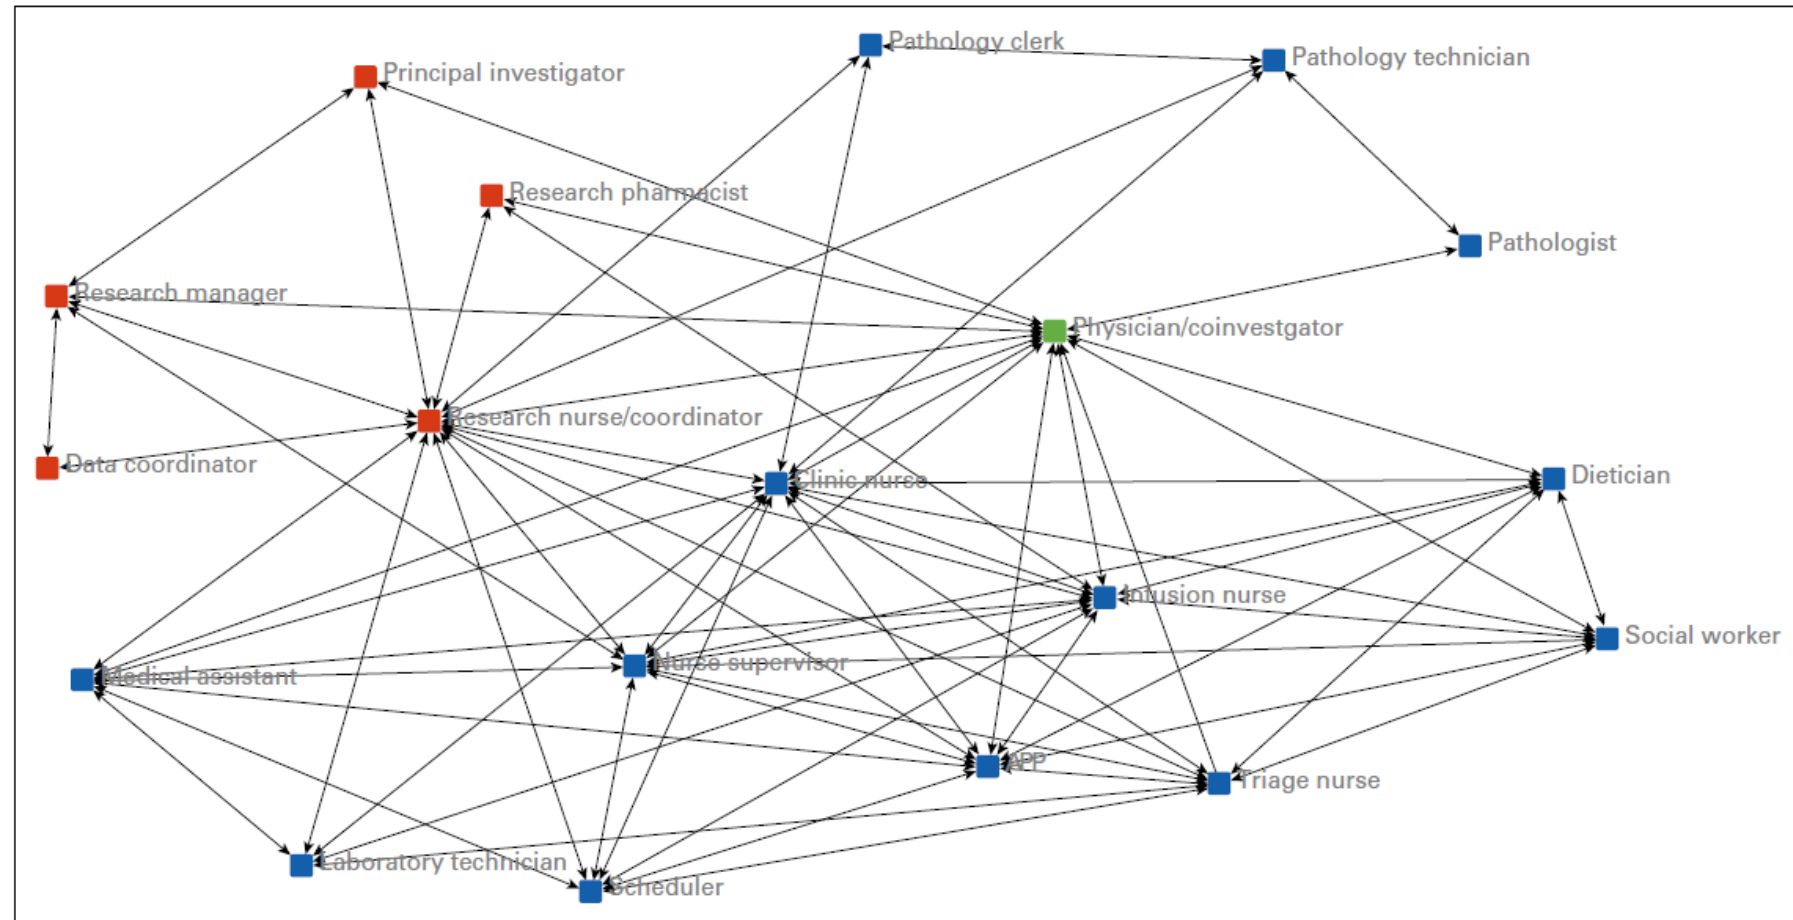 Pathology clerk
Pathology technician
Principal investigator
Research pharmacist
Pathologist
Research manager
Physician/coinvestgator
Research nurse/coordinator
Data coordinator
Clinic nurse
Dietician
Infusion nurse
Social worker
Medical assistant
Nurse supervisor
APP
Triage nurse
Laboratory technician
Scheduler